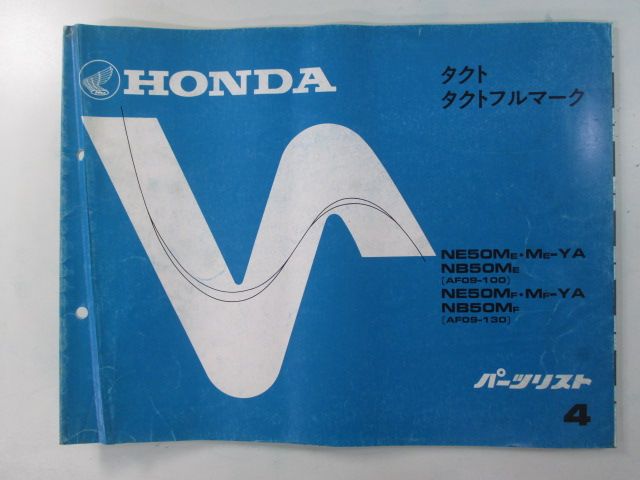 HONDA
タクト
タクトフルマーク
NE50ME・ME-YA
NB50ME
(AF09-100)
NE50MF・MF-YA
NB50MF
(AF09-130)
パーツリスト
4